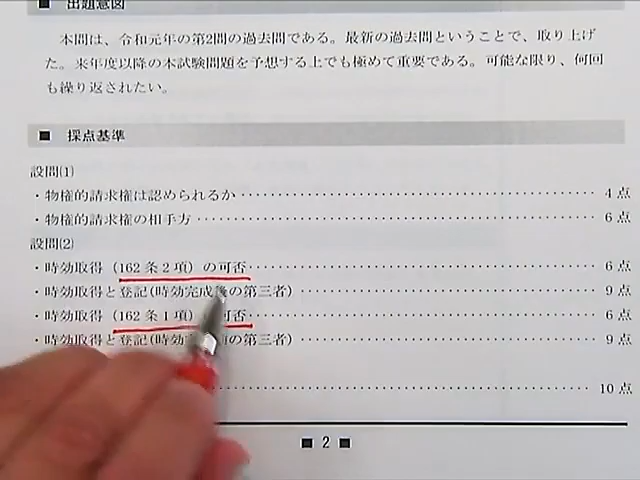 ■ 出題意図
本問は、令和元年の第2問の過去問である。最新の過去問ということで、取り上げ
た。来年度以降の本試験問題を予想する上でも極めて重要である。可能な限り、何回
も繰り返されたい。
■ 採点基準
設問(1)
・物権的請求権は認められるか 4点
・物権的請求権の相手方 6点
設問(2)
・時効取得（162条2項）の可否 6点
・時効取得と登記(時効完成後の第三者) 9点
・時効取得（162条1項） 可否 6点
・時効取得と登記(時効 の第三者) 9点
10点
■ 2 ■